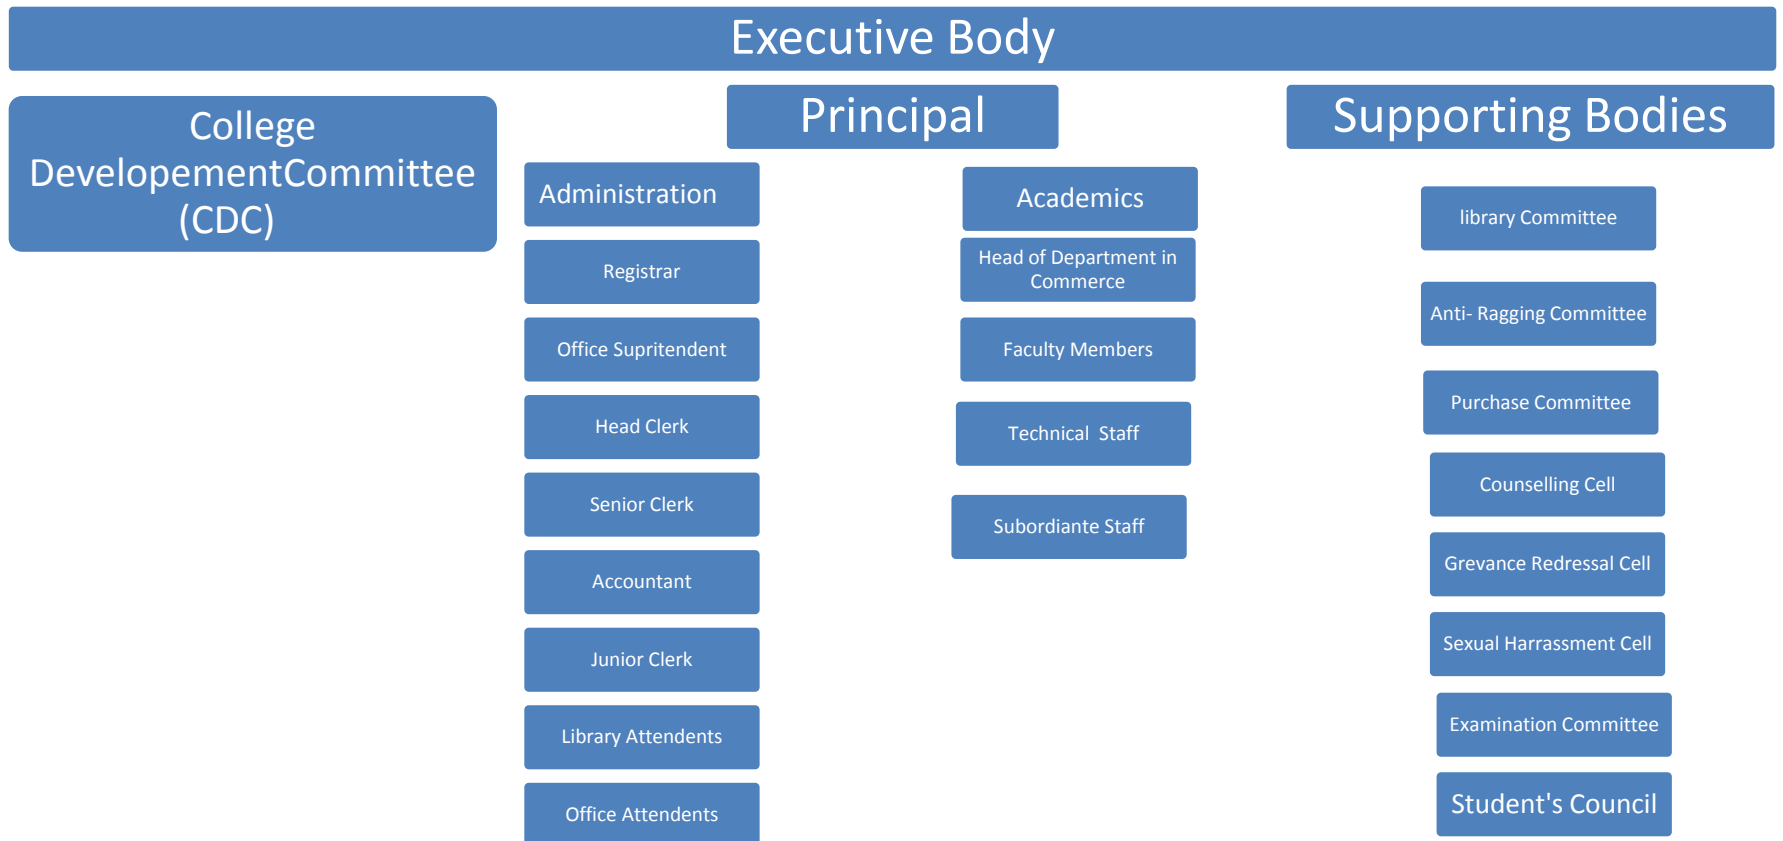 Executive Body
College
DevelopementCommittee
(CDC)
Principal
Supporting Bodies
Administration
Registrar
Office Supritendent
Head Clerk
Senior Clerk
Accountant
Junior Clerk
Library Attendents
Office Attendents
Academics
Head of Department in
Commerce
Faculty Members
Technical  Staff
Subordiante Staff
library Committee
Anti- Ragging Committee
Purchase Committee
Counselling Cell
Grevance Redressal Cell
Sexual Harrassment Cell
Examination Committee
Student's Council